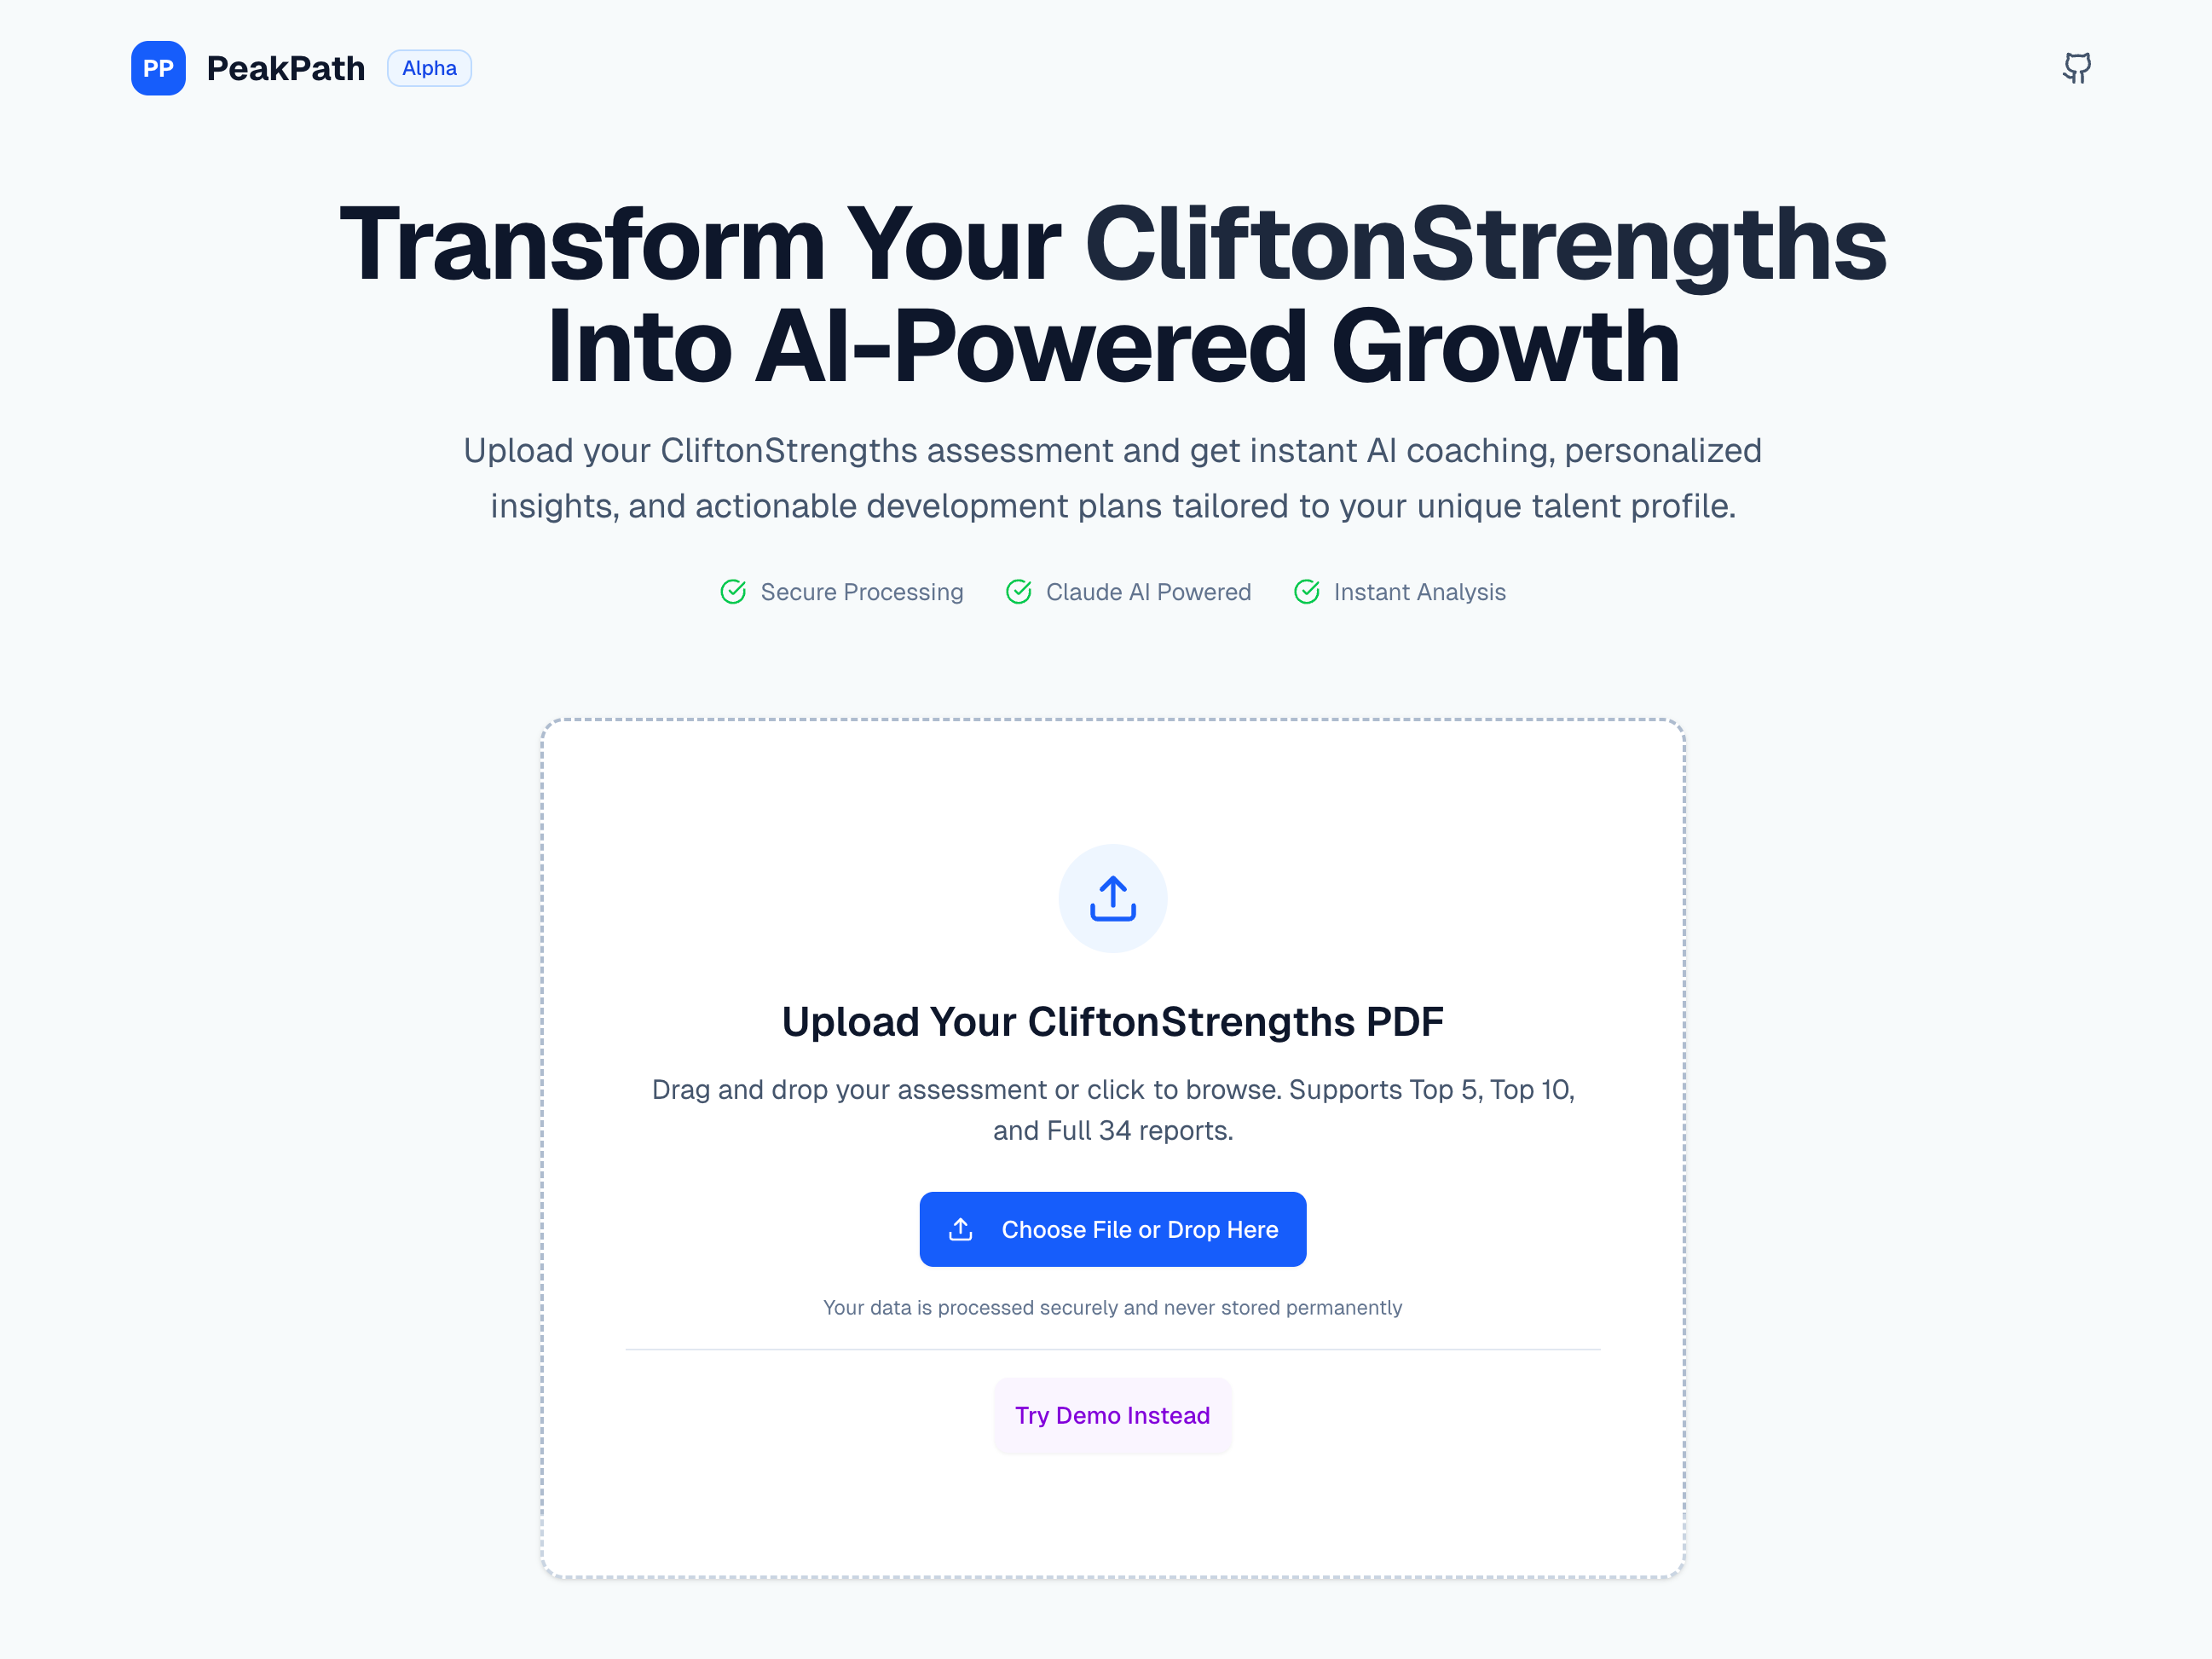 PP PeakPath Alpha
Transform Your CliftonStrengths
Into AI-Powered Growth
Upload your CliftonStrengths assessment and get instant AI coaching, personalized
insights, and actionable development plans tailored to your unique talent profile.
Secure Processing Claude AI Powered Instant Analysis
Upload Your CliftonStrengths PDF
Drag and drop your assessment or click to browse. Supports Top 5, Top 10,
and Full 34 reports.
Choose File or Drop Here
Your data is processed securely and never stored permanently
Try Demo Instead